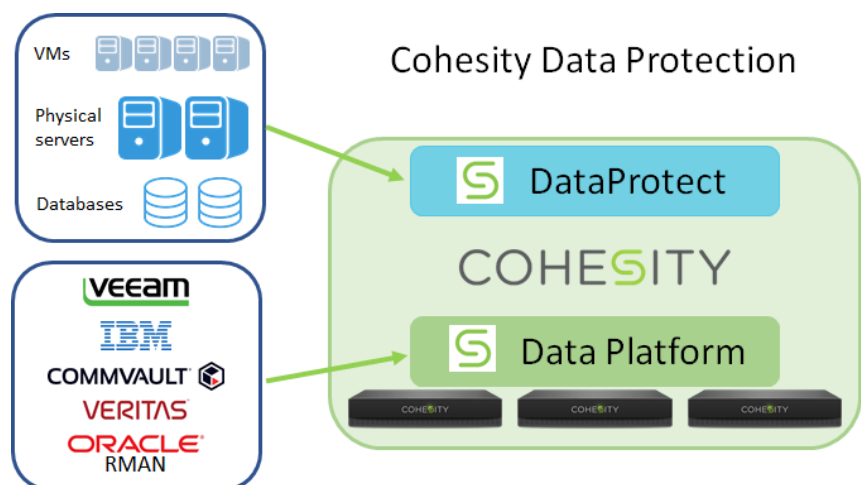 Cohesity Data Protection
VMs
Physical
servers
Databases
veeam
IBM
COMMVAULT
VERITAS
ORACLE
RMAN
DataProtect
COHESITY
Data Platform
COHESITY
COHESITY
COHESITY